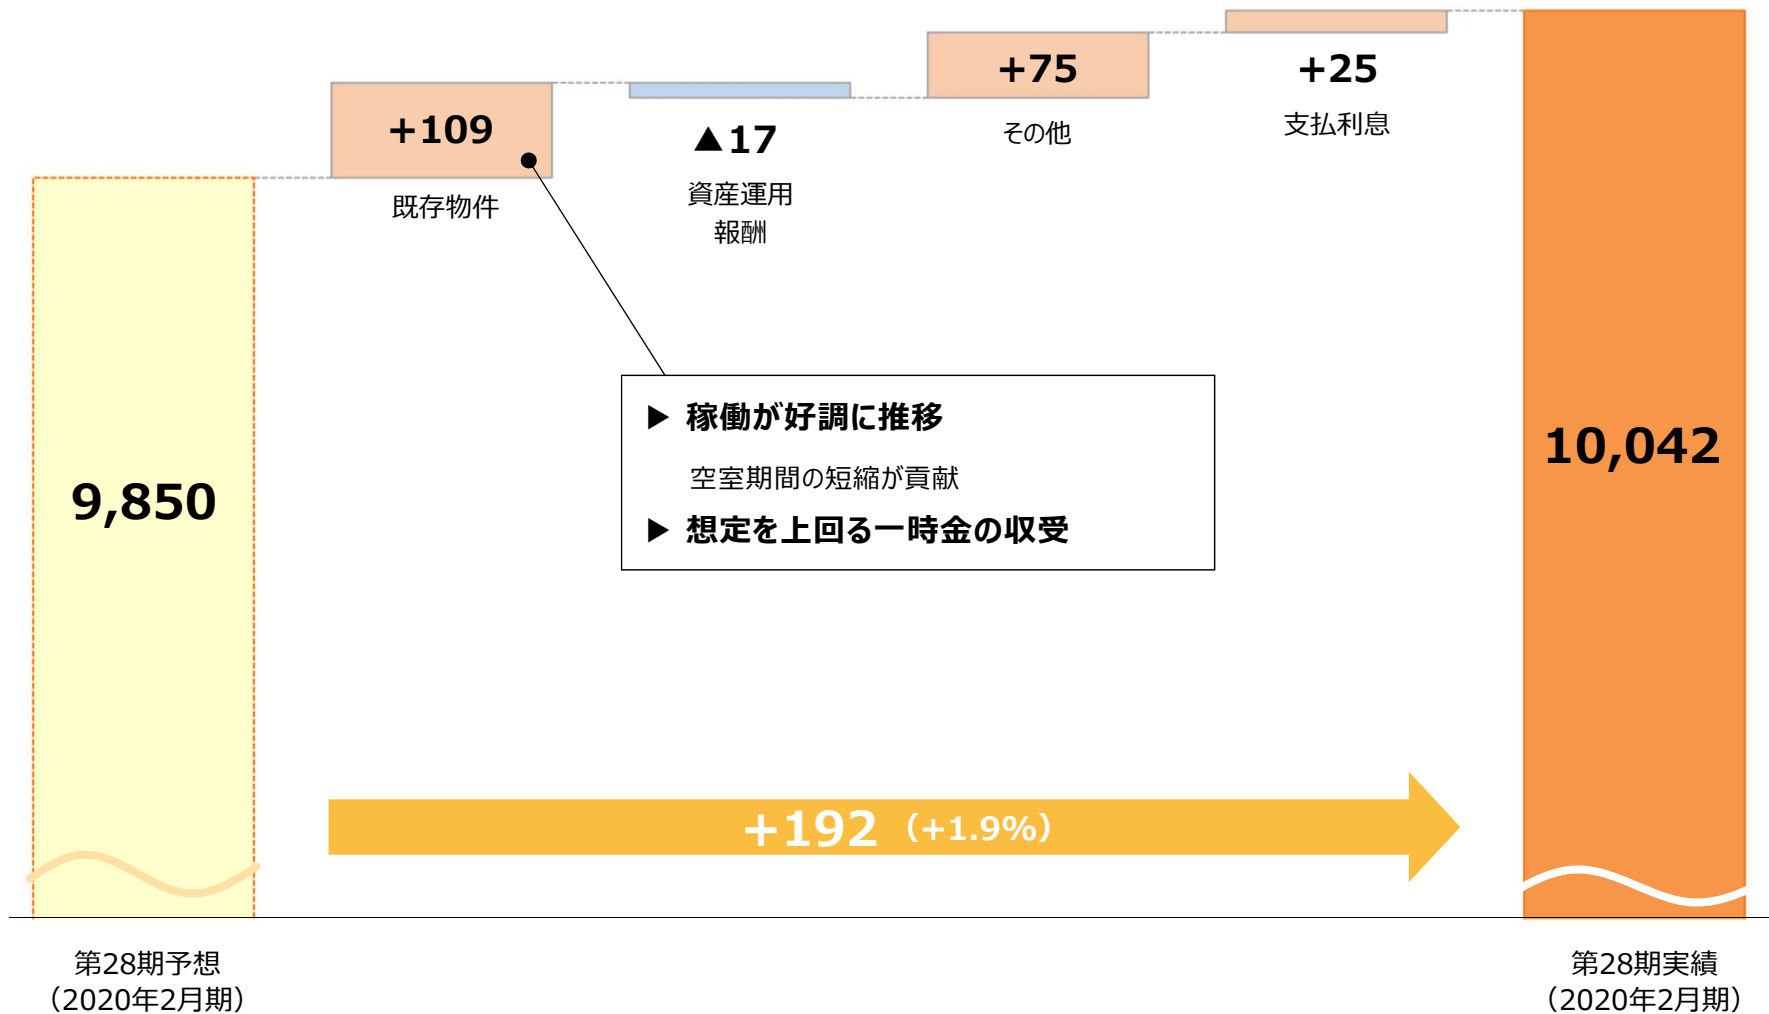 +109
既存物件
▲17
資産運用
報酬
+75
その他
+25
支払利息
9,850
▶ 稼働が好調に推移
空室期間の短縮が貢献
▶ 想定を上回る一時金の収受
10,042
+192（+1.9%）
第28期予想
（2020年2月期）
第28期実績
（2020年2月期）